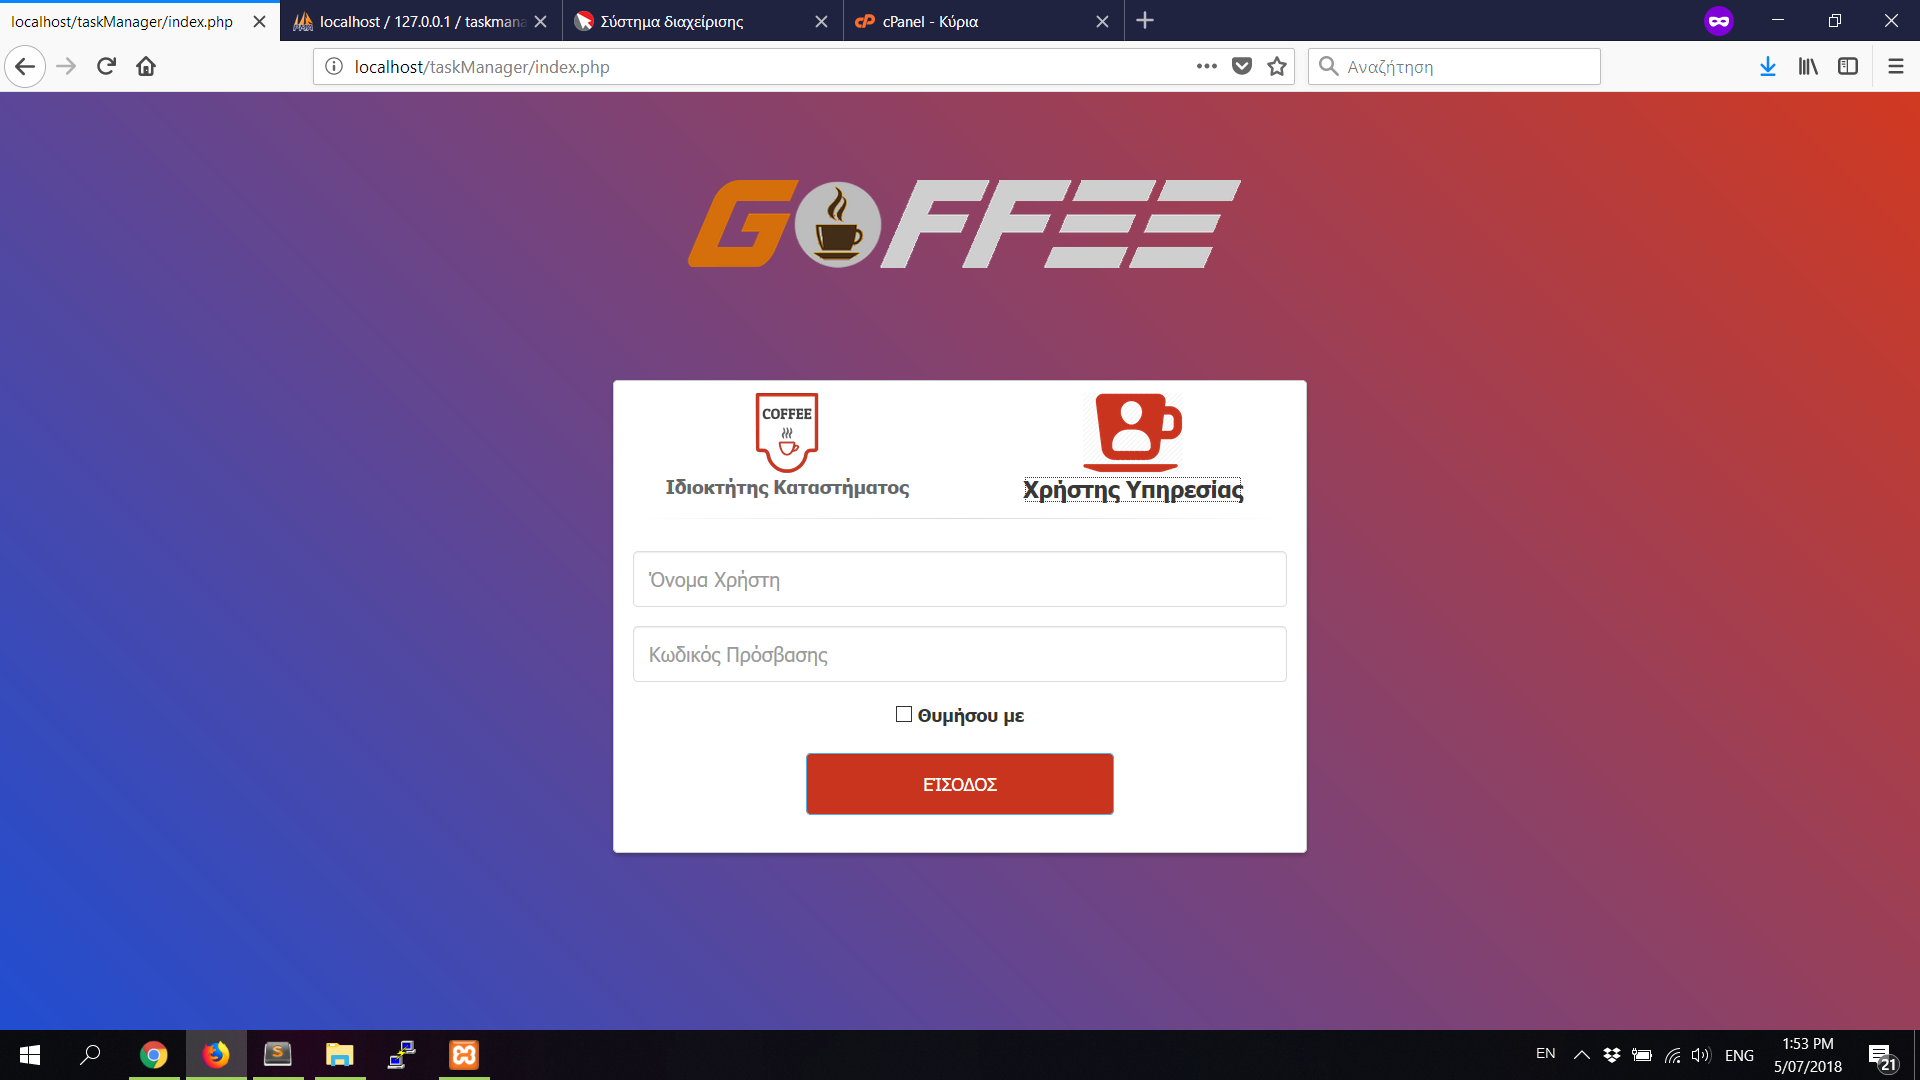 localhost/taskManager/index.php
localhost / 127.0.0.1 / taskmana
Σύστημα διαχείρισης
cPanel - Κύρια
localhost/taskManager/index.php
Αναζήτηση
GOFFEE
COFFEE
Ιδιοκτήτης Καταστήματος
Χρήστης Υπηρεσίας
Όνομα Χρήστη
Κωδικός Πρόσβασης
Θυμήσου με
ΕΊΣΟΔΟΣ
EN
ENG
1:53 PM
5/07/2018
21